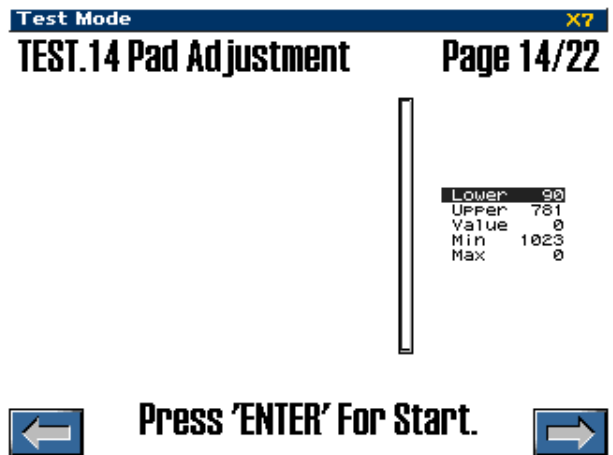 Test Mode X7
TEST.14 Pad Adjustment Page 14/22
Lower 90
Upper 781
Value 0
Min 1023
Max 0
Press 'ENTER' For Start.